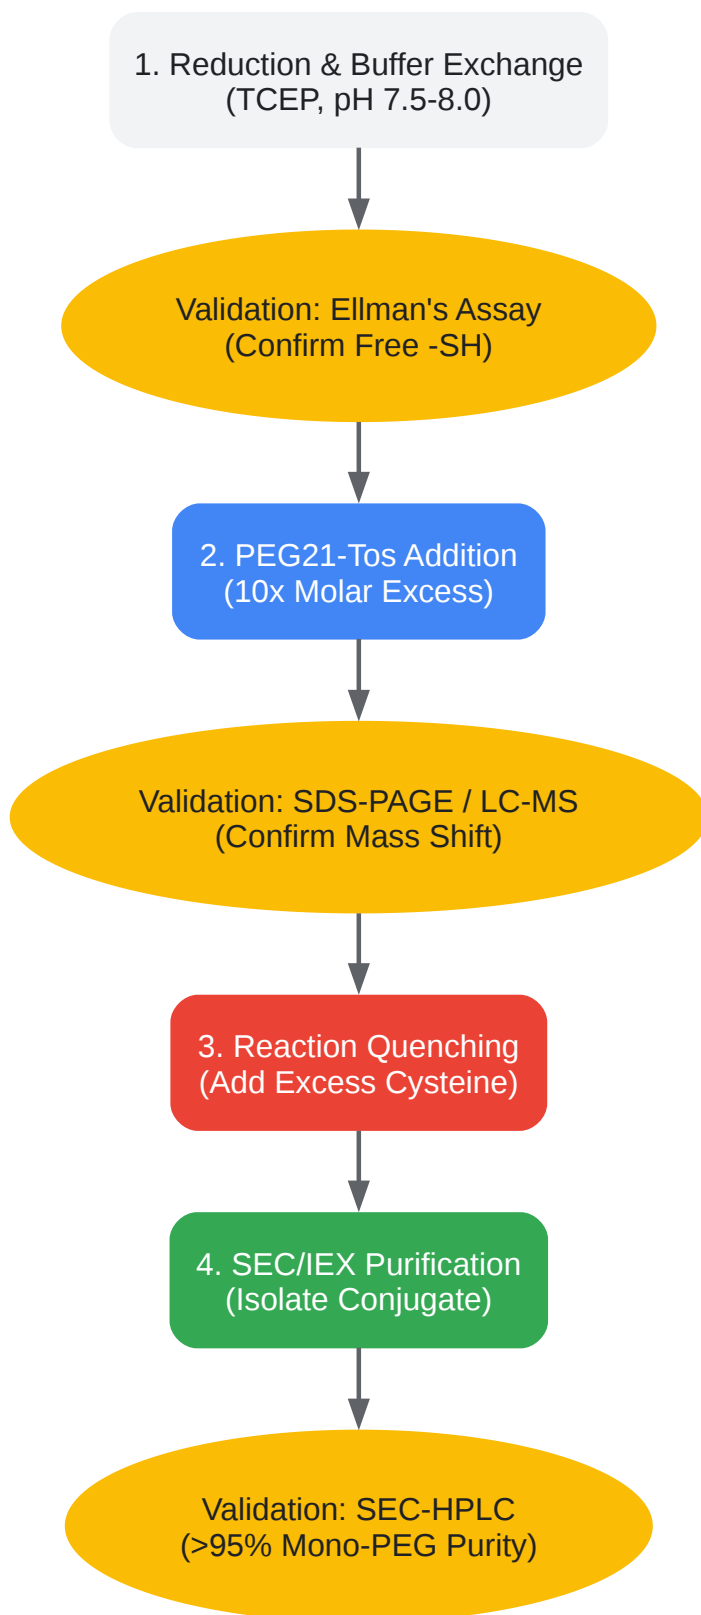 1. Reduction & Buffer Exchange
(TCEP, pH 7.5-8.0)
Validation: Ellman's Assay
(Confirm Free -SH)
2. PEG21-Tos Addition
(10x Molar Excess)
Validation: SDS-PAGE / LC-MS
(Confirm Mass Shift)
3. Reaction Quenching
(Add Excess Cysteine)
4. SEC/IEX Purification
(Isolate Conjugate)
Validation: SEC-HPLC
(>95% Mono-PEG Purity)